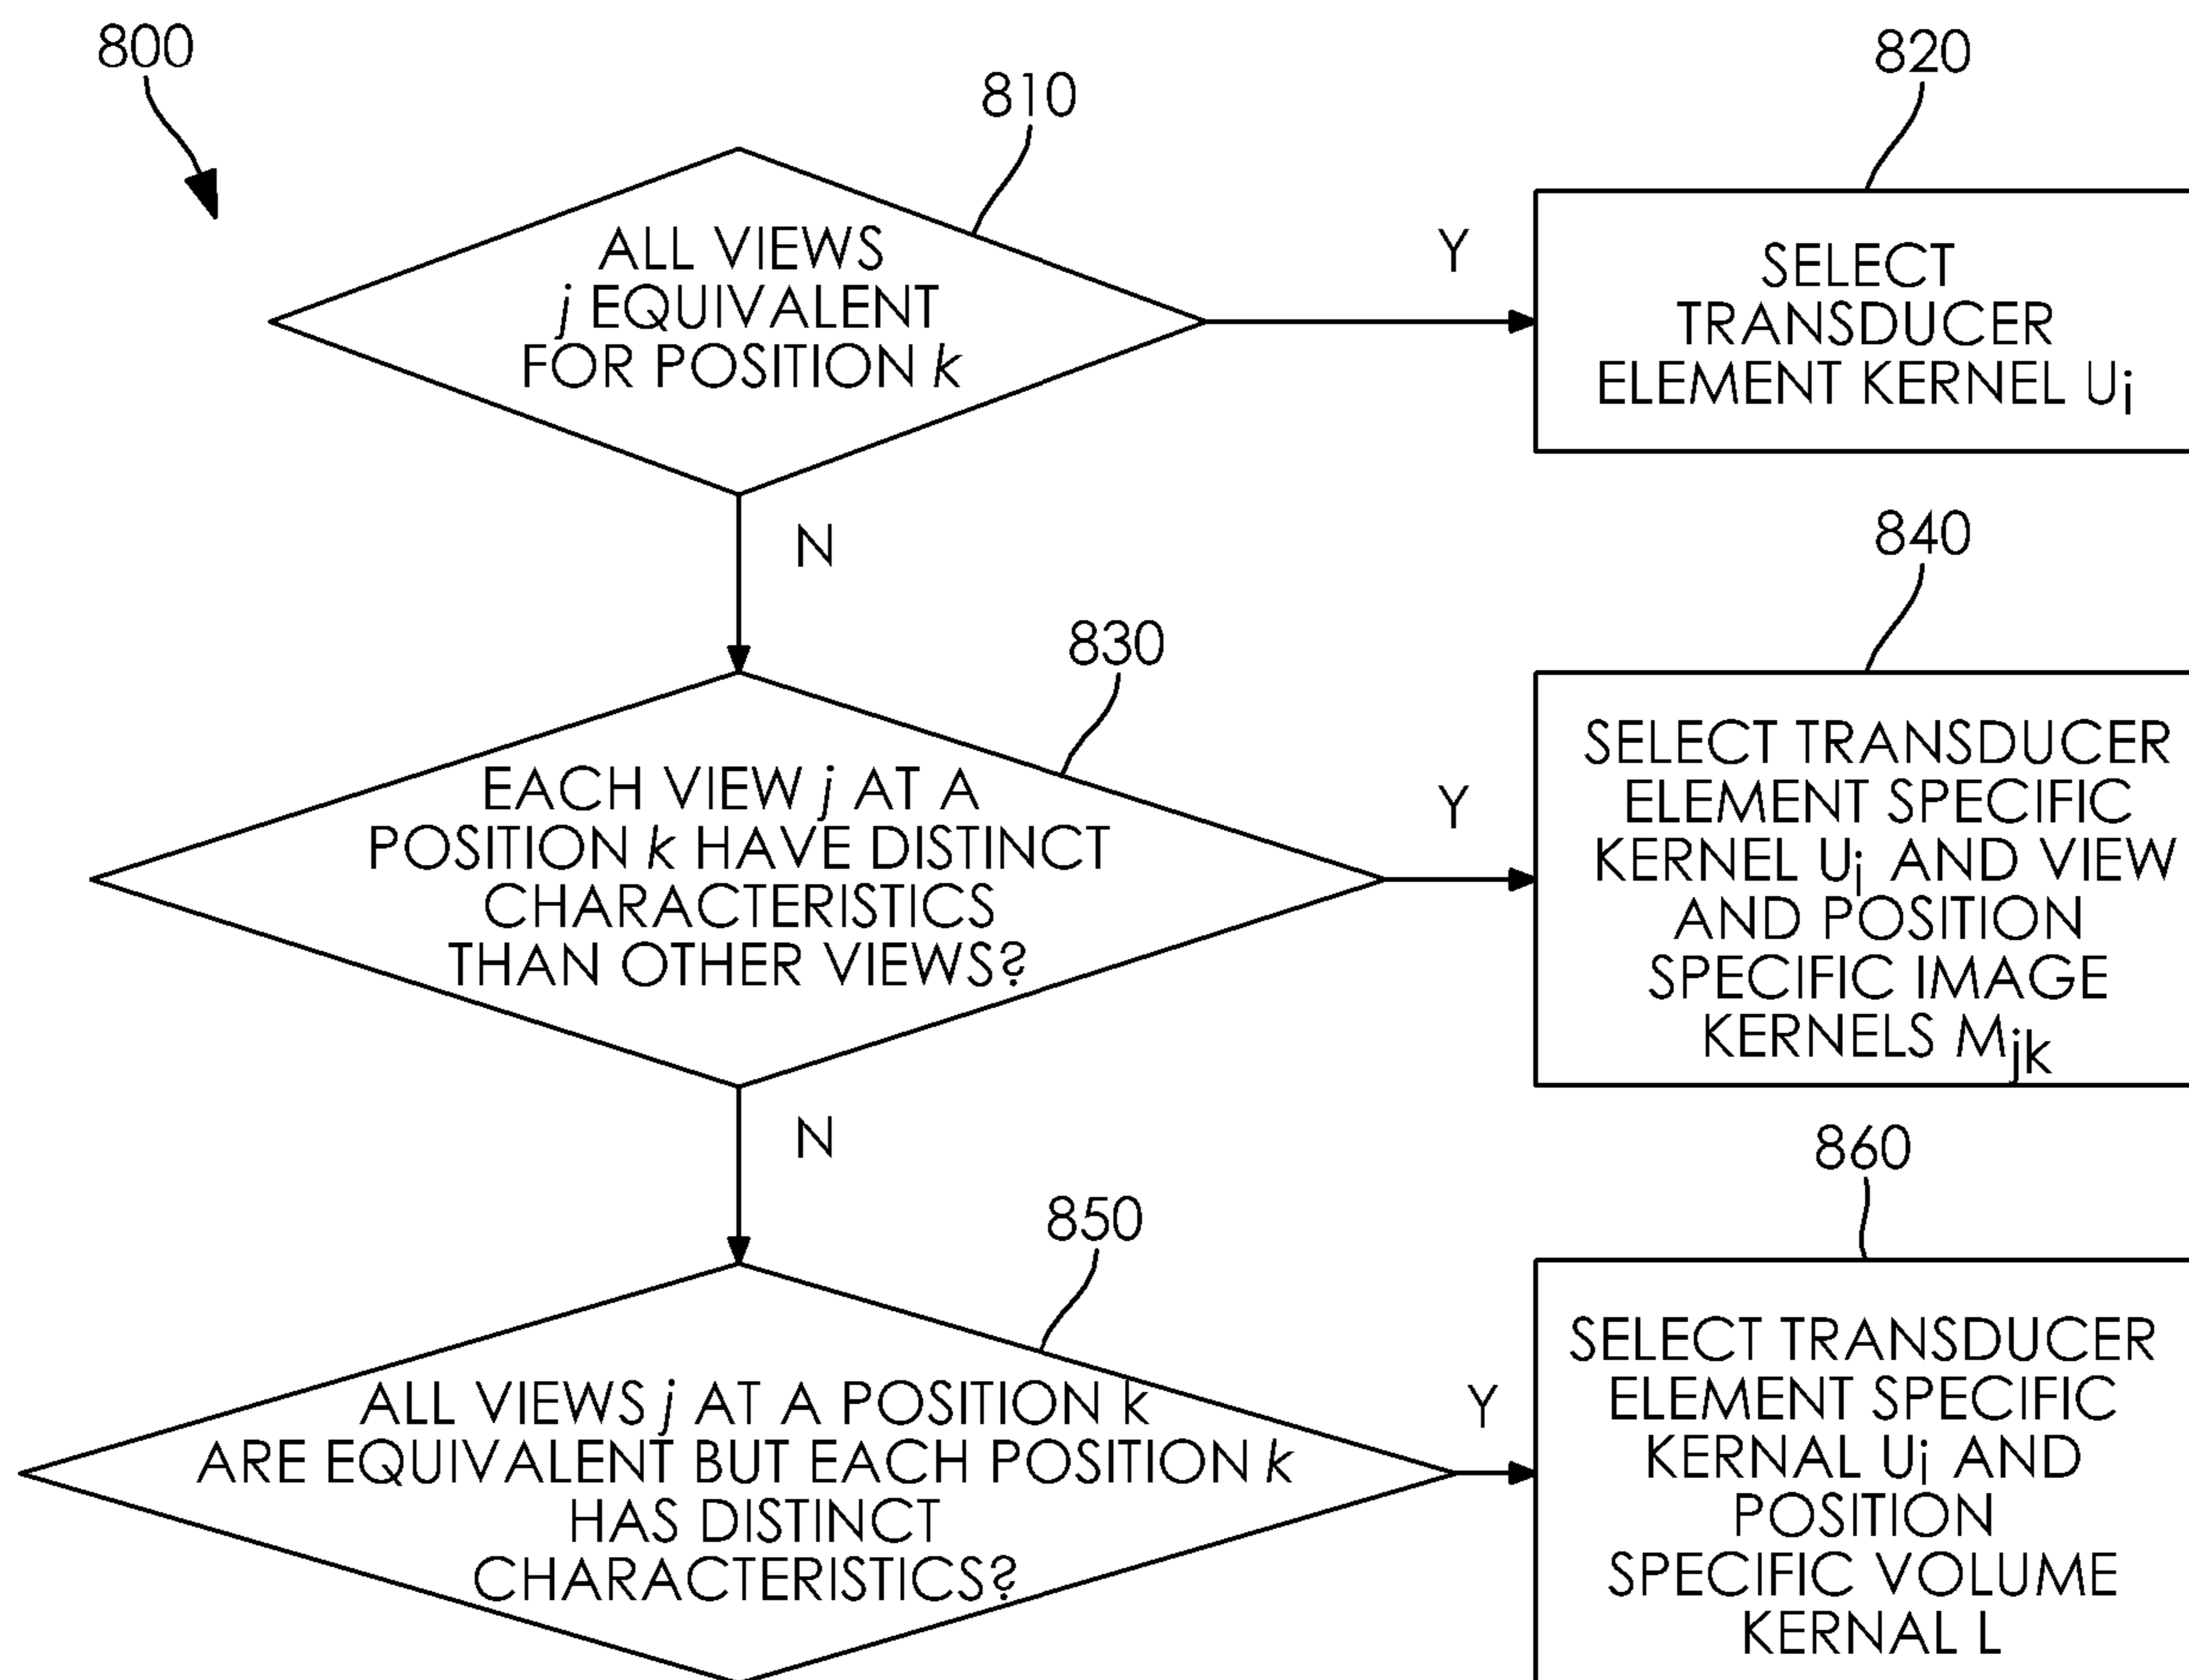 800
810
820
ALL VIEWS
j EQUIVALENT
FOR POSITION k
Y
SELECT
TRANSDUCER
ELEMENT KERNEL Ui
N
830
840
EACH VIEW j AT A
POSITION k HAVE DISTINCT
CHARACTERISTICS
THAN OTHER VIEWS?
Y
SELECT TRANSDUCER
ELEMENT SPECIFIC
KERNEL Ui AND VIEW
AND POSITION
SPECIFIC IMAGE
KERNELS Mjk
N
850
860
ALL VIEWS j AT A POSITION k
ARE EQUIVALENT BUT EACH POSITION k
HAS DISTINCT
CHARACTERISTICS?
Y
SELECT TRANSDUCER
ELEMENT SPECIFIC
KERNAL Ui AND
POSITION
SPECIFIC VOLUME
KERNAL L